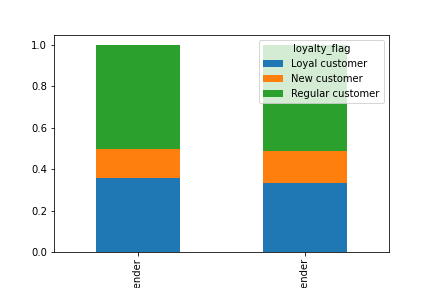 1.0
0.8
0.6
0.4
0.2
0.0
loyalty_flag
Loyal customer
New customer
Regular customer
ender
ender